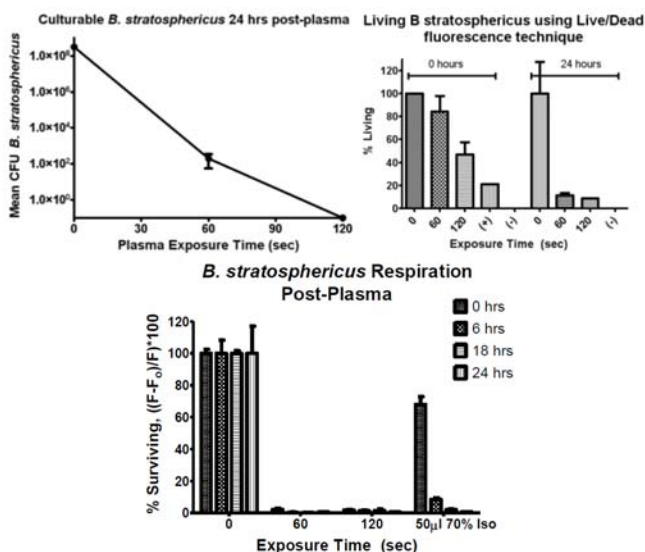 Culturable B. stratosphericus 24 hrs post-plasma
1.0×10⁸
1.0×10⁶
1.0×10⁴
1.0×10²
1.0×10⁰
Mean CFU B. stratosphericus
0 30 60 90 120
Plasma Exposure Time (sec)
Living B stratosphericus using Live/Dead
fluorescence technique
0 hours 24 hours
120
100
80
60
40
20
0
% Living
0 60 120 (+) (-) 0 60 120 (-)
Exposure Time (sec)
B. stratosphericus Respiration
Post-Plasma
0 hrs
6 hrs
18 hrs
24 hrs
120
100
80
60
40
20
0
% Surviving, ((F-Fo)/F)*100
0 60 120 50µl 70% Iso
Exposure Time (sec)